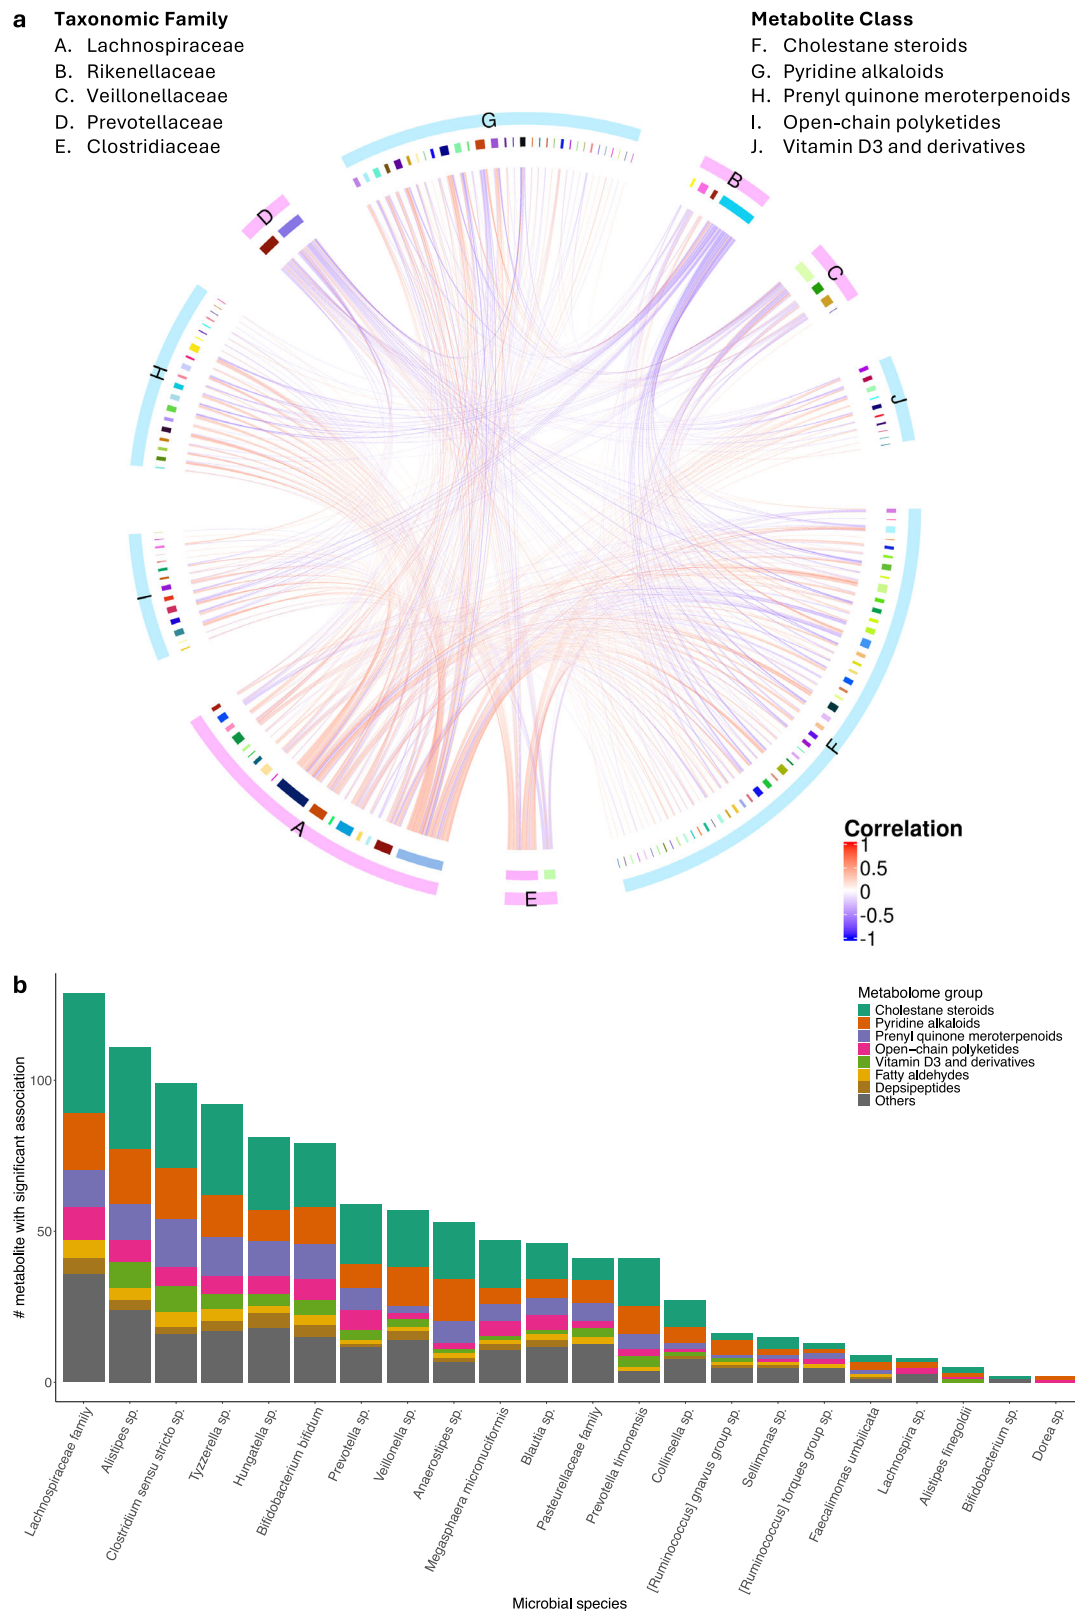 a
Taxonomic Family
A. Lachnospiraceae
B. Rikenellaceae
C. Veillonellaceae
D. Prevotellaceae
E. Clostridiaceae
Metabolite Class
F. Cholestane steroids
G. Pyridine alkaloids
H. Prenyl quinone meroterpenoids
I. Open-chain polyketides
J. Vitamin D3 and derivatives
G
B
D
C
H
J
I
F
A
E
Correlation
1
0.5
0
-0.5
-1
b
Metabolome group
Cholestane steroids
Pyridine alkaloids
Prenyl quinone meroterpenoids
Open−chain polyketides
Vitamin D3 and derivatives
Fatty aldehydes
Depsipeptides
Others
# metabolite with significant association
100
50
0
Lachnospiraceae family
Alistipes sp.
Clostridium sensu stricto sp.
Tyzzerella sp.
Hungatella sp.
Bifidobacterium bifidum
Prevotella sp.
Veillonella sp.
Anaerostipes sp.
Megasphaera micronuciformis
Blautia sp.
Pasteurellaceae family
Prevotella timonensis
Collinsella sp.
[Ruminococcus] gnavus group sp.
Sellimonas sp.
[Ruminococcus] torques group sp.
Faecalimonas umbilicata
Lachnospira sp.
Alistipes finegoldii
Bifidobacterium sp.
Dorea sp.
Microbial species